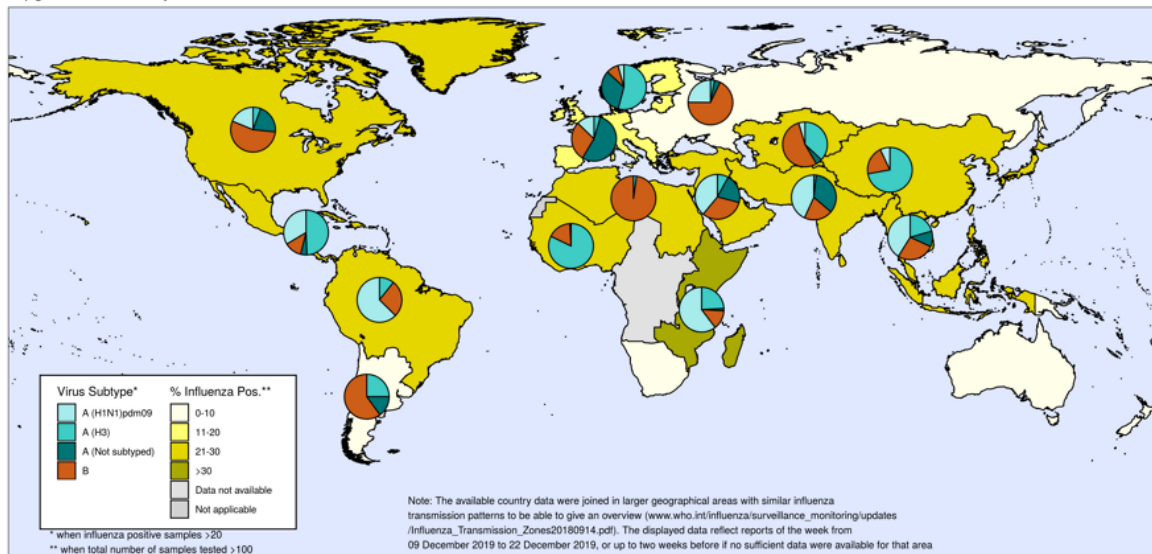 Virus Subtype*
A (H1N1)pdm09
A (H3)
A (Not subtyped)
B
% Influenza Pos.**
0-10
11-20
21-30
>30
Data not available
Not applicable
* when influenza positive samples >20
** when total number of samples tested >100
Note: The available country data were joined in larger geographical areas with similar influenza
transmission patterns to be able to give an overview (www.who.int/influenza/surveillance_monitoring/updates
/Influenza_Transmission_Zones20180914.pdf). The displayed data reflect reports of the week from
09 December 2019 to 22 December 2019, or up to two weeks before if no sufficient data were available for that area